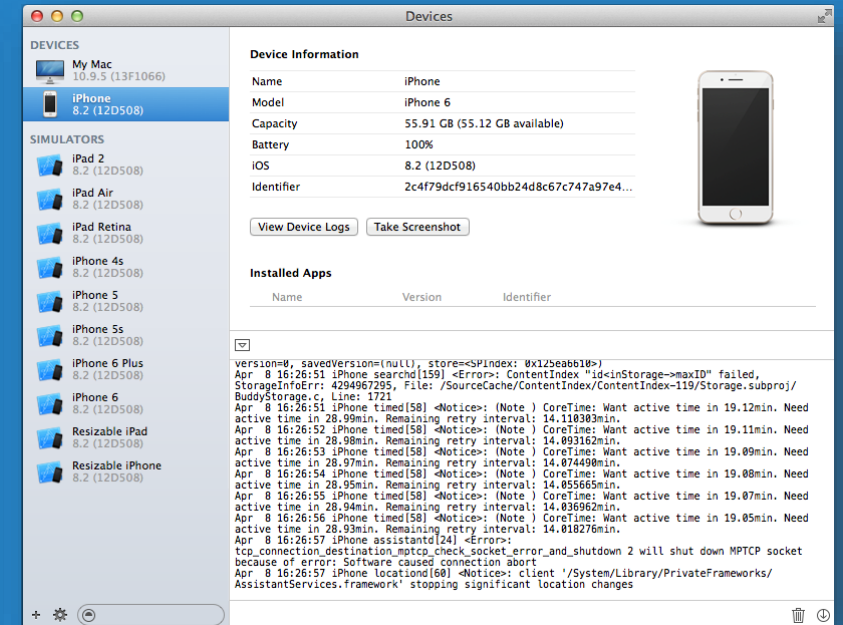 Devices
DEVICES
My Mac
10.9.5 (13F1066)
iPhone
8.2 (12D508)
SIMULATORS
iPad 2
8.2 (12D508)
iPad Air
8.2 (12D508)
iPad Retina
8.2 (12D508)
iPhone 4s
8.2 (12D508)
iPhone 5
8.2 (12D508)
iPhone 5s
8.2 (12D508)
iPhone 6 Plus
8.2 (12D508)
iPhone 6
8.2 (12D508)
Resizable iPad
8.2 (12D508)
Resizable iPhone
8.2 (12D508)
Device Information
Name iPhone
Model iPhone 6
Capacity 55.91 GB (55.12 GB available)
Battery 100%
iOS 8.2 (12D508)
Identifier 2c4f79dcf916540bb24d8c67c747a97e4...
View Device Logs Take Screenshot
Installed Apps
Name Version Identifier
version=0, savedVersion=(null), store=<SPIndex: 0x125ea6610>)
Apr 8 16:26:51 iPhone searchd[159] <Error>: ContentIndex "id<inStorage->maxID" failed,
StorageInfoErr: 4294967295, File: /SourceCache/ContentIndex/ContentIndex-119/Storage.subproj/
BuddyStorage.c, Line: 1721
Apr 8 16:26:51 iPhone timed[58] <Notice>: (Note ) CoreTime: Want active time in 19.12min. Need
active time in 28.99min. Remaining retry interval: 14.110303min.
Apr 8 16:26:52 iPhone timed[58] <Notice>: (Note ) CoreTime: Want active time in 19.11min. Need
active time in 28.98min. Remaining retry interval: 14.093162min.
Apr 8 16:26:53 iPhone timed[58] <Notice>: (Note ) CoreTime: Want active time in 19.09min. Need
active time in 28.97min. Remaining retry interval: 14.074490min.
Apr 8 16:26:54 iPhone timed[58] <Notice>: (Note ) CoreTime: Want active time in 19.08min. Need
active time in 28.95min. Remaining retry interval: 14.055665min.
Apr 8 16:26:55 iPhone timed[58] <Notice>: (Note ) CoreTime: Want active time in 19.07min. Need
active time in 28.94min. Remaining retry interval: 14.036962min.
Apr 8 16:26:56 iPhone timed[58] <Notice>: (Note ) CoreTime: Want active time in 19.05min. Need
active time in 28.93min. Remaining retry interval: 14.018276min.
Apr 8 16:26:57 iPhone assistantd[24] <Error>:
tcp_connection_destination_mptcp_check_socket_error_and_shutdown 2 will shut down MPTCP socket
because of error: Software caused connection abort
Apr 8 16:26:57 iPhone locationd[60] <Notice>: client '/System/Library/PrivateFrameworks/
AssistantServices.framework' stopping significant location changes